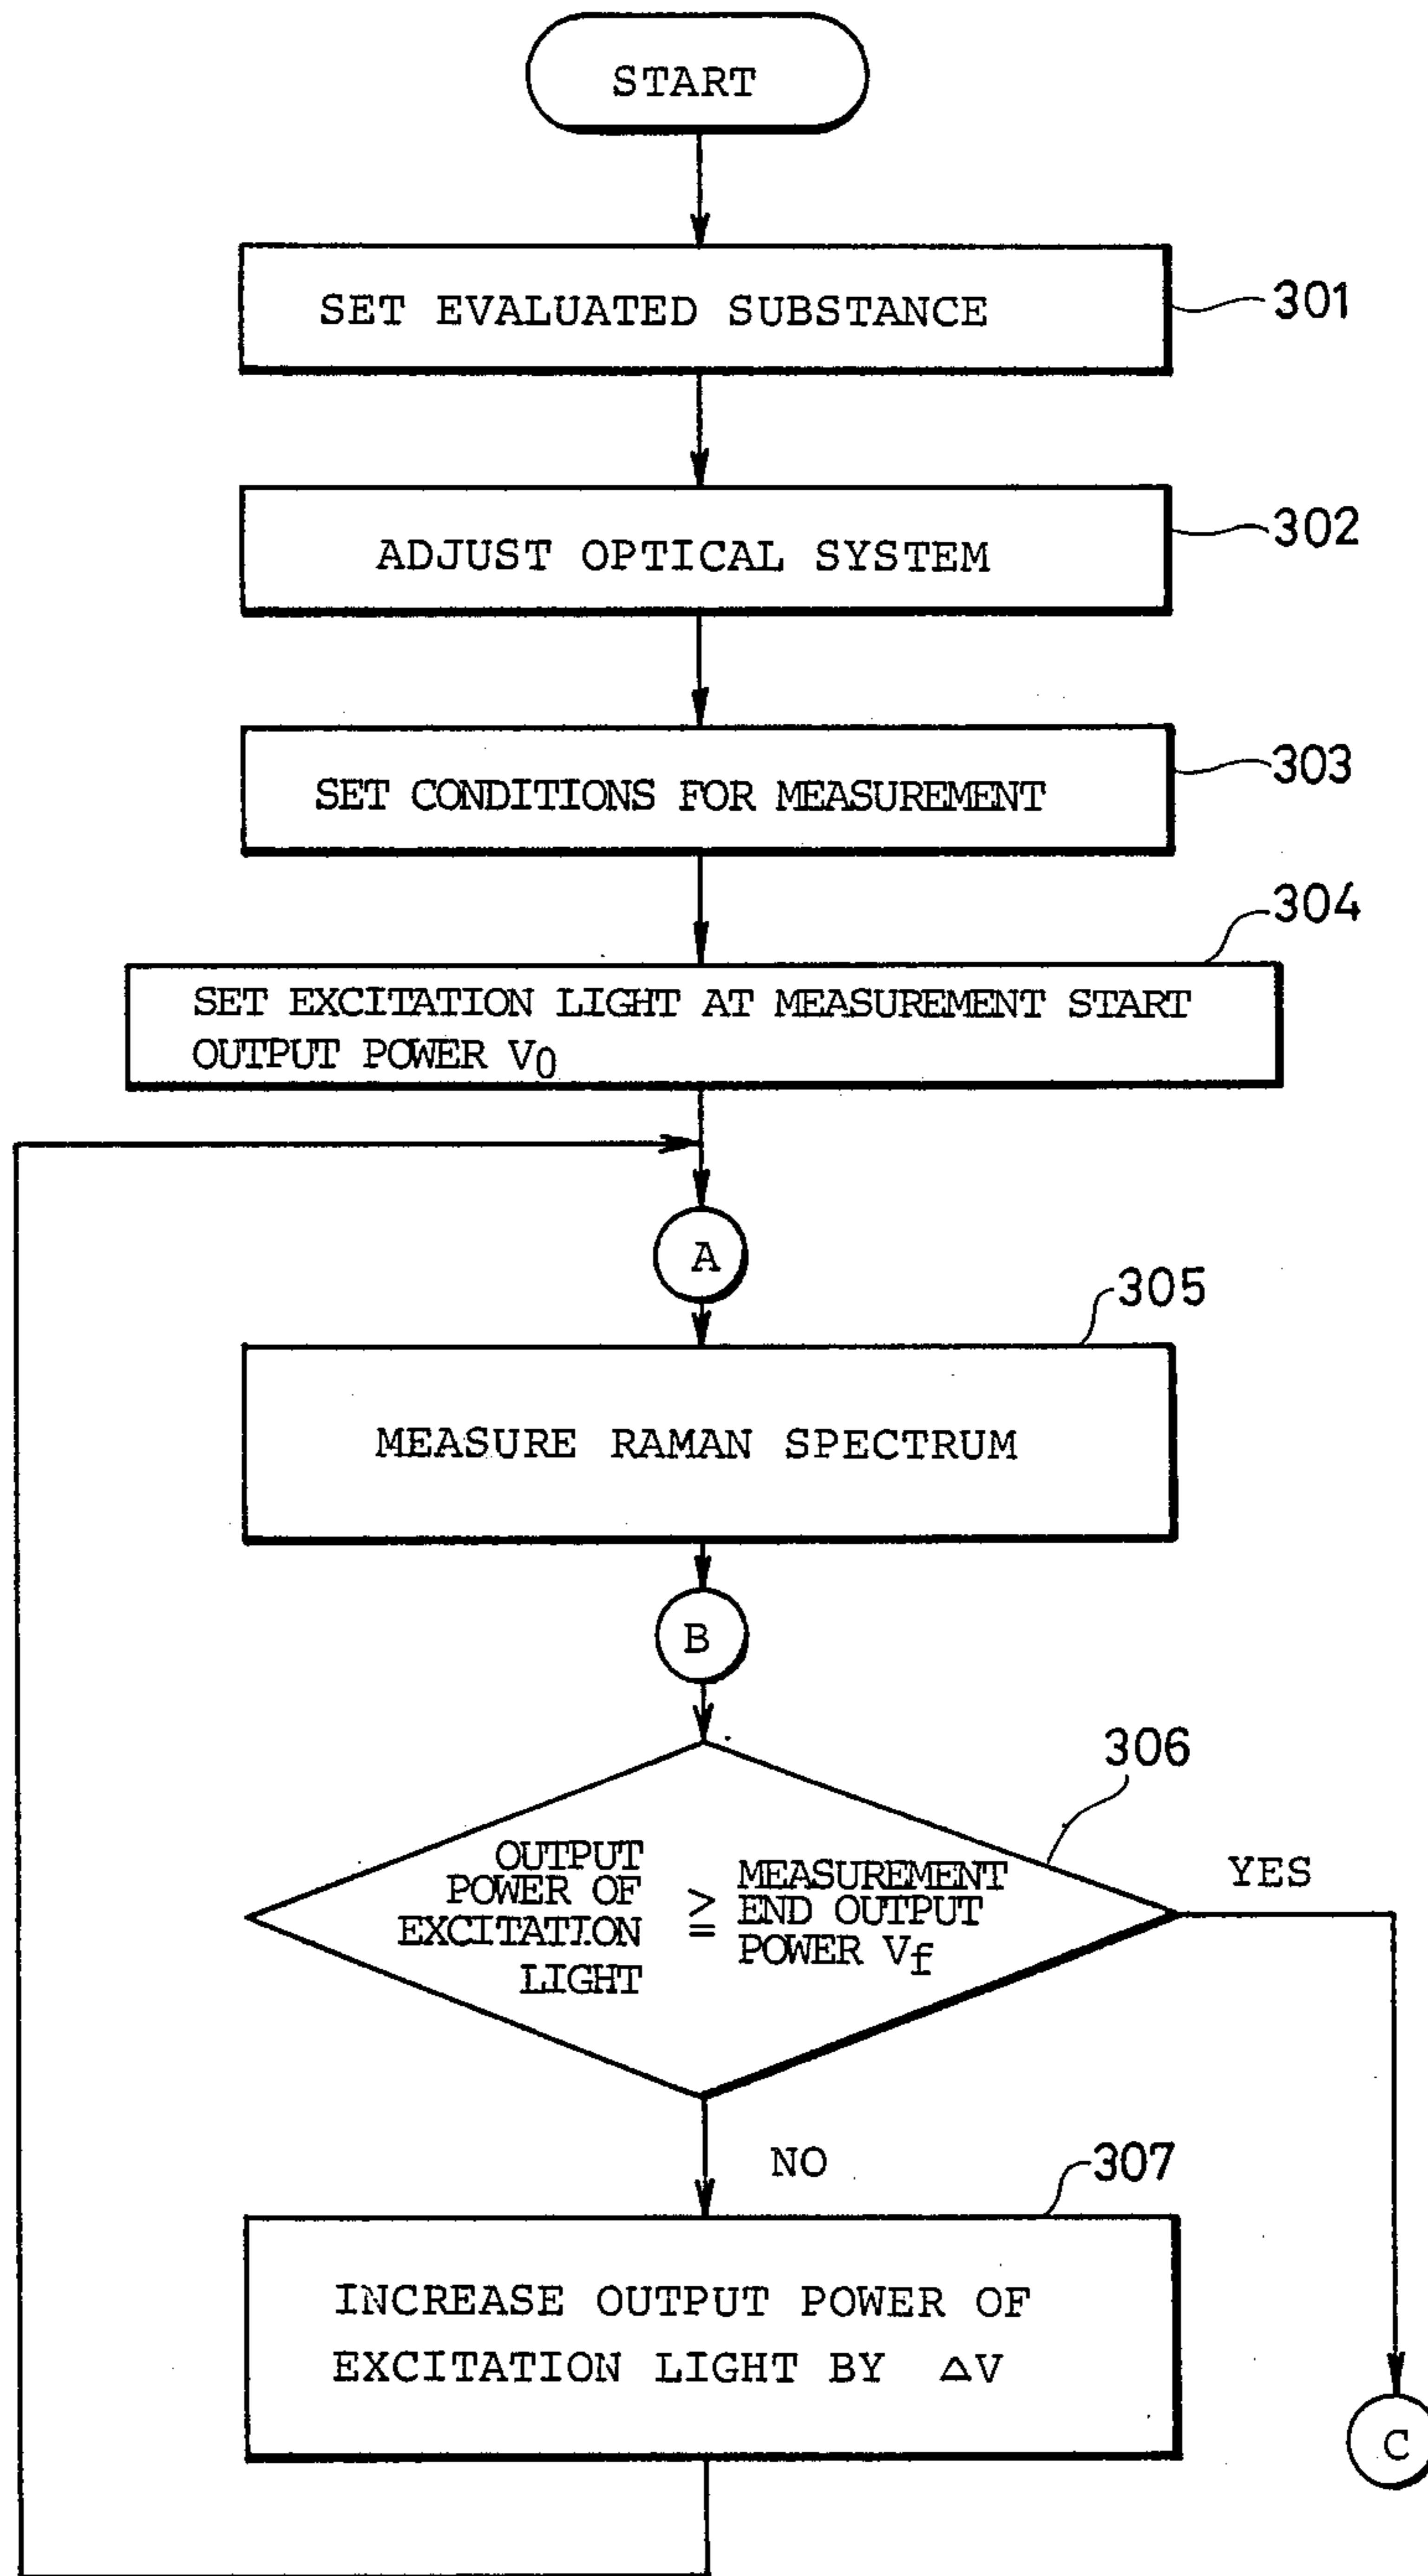 START
SET EVALUATED SUBSTANCE
301
ADJUST OPTICAL SYSTEM
302
SET CONDITIONS FOR MEASUREMENT
303
304
SET EXCITATION LIGHT AT MEASUREMENT START
OUTPUT POWER V0
A
305
MEASURE RAMAN SPECTRUM
B
306
OUTPUT
POWER OF
EXCITATION
LIGHT
≧
MEASUREMENT
END OUTPUT
POWER Vf
YES
NO
307
INCREASE OUTPUT POWER OF
EXCITATION LIGHT BY ΔV
C